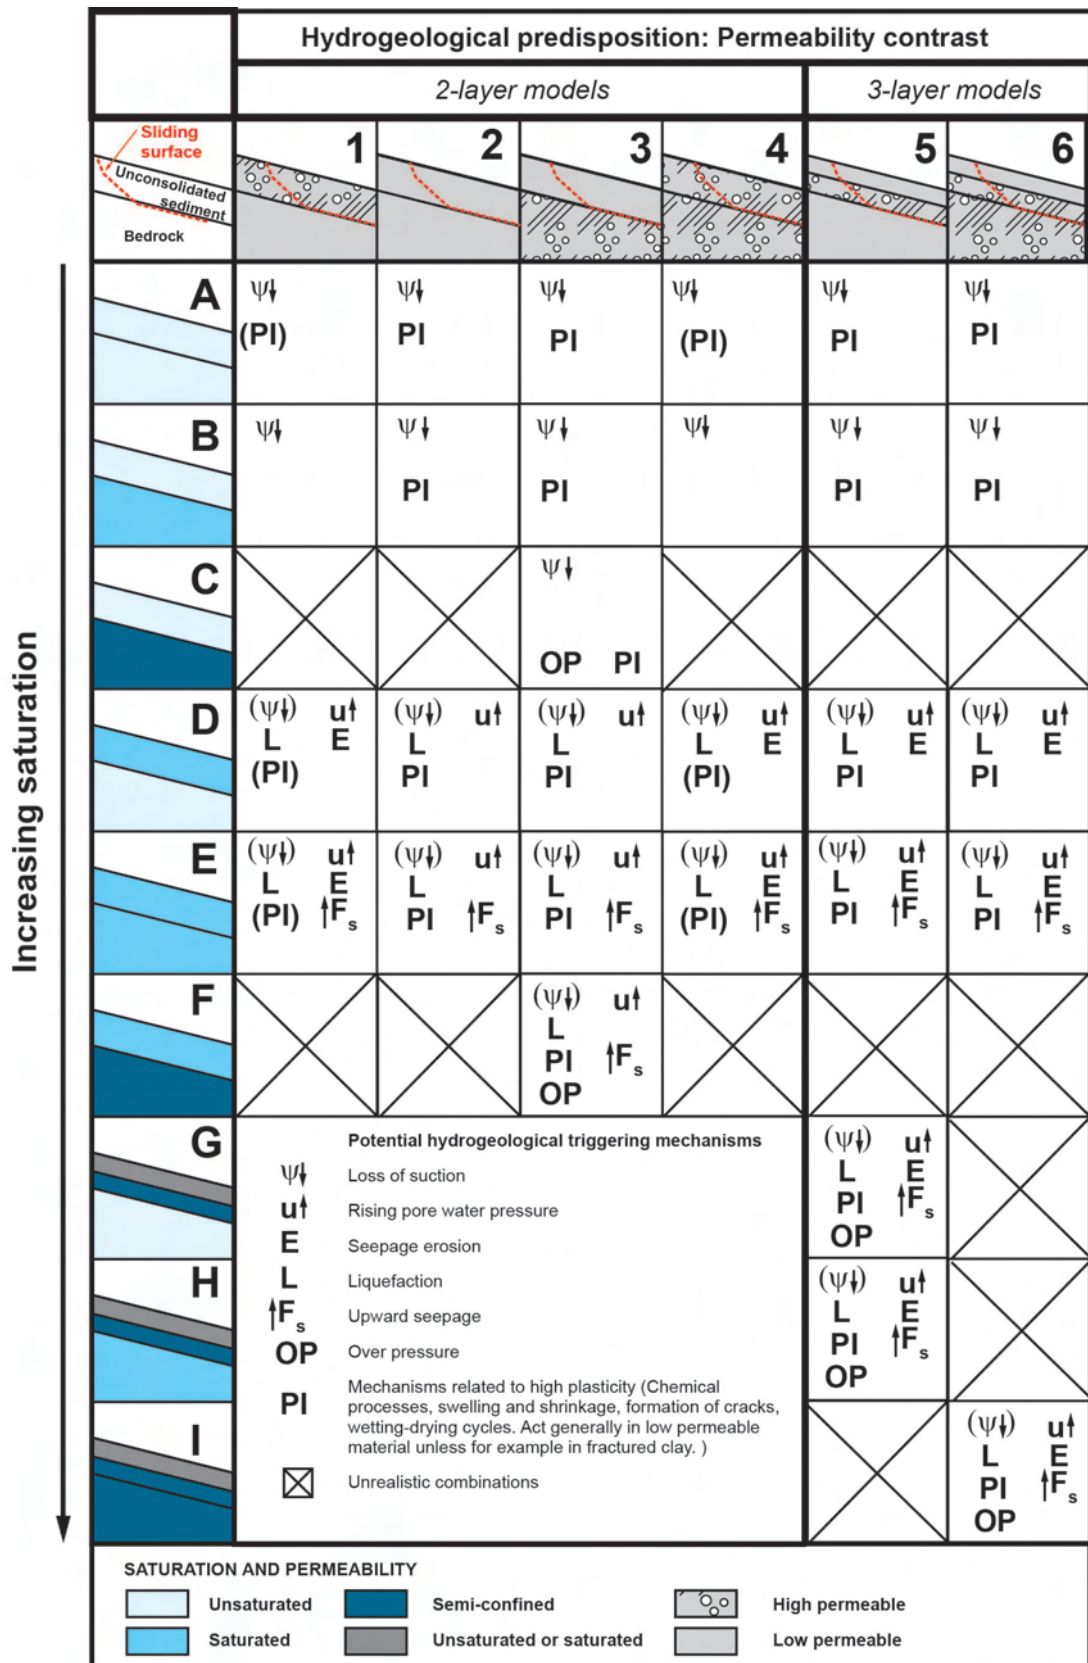 Hydrogeological predisposition: Permeability contrast
2-layer models 3-layer models
Sliding surface
Unconsolidated sediment
Bedrock
1 2 3 4 5 6
Increasing saturation
A
ψ↓ ψ↓ ψ↓ ψ↓ ψ↓ ψ↓
(PI) PI PI (PI) PI PI
B
ψ↓ ψ↓ ψ↓ ψ↓ ψ↓ ψ↓
PI PI PI PI
C
ψ↓
OP PI
D
(ψ↓) u↑ (ψ↓) u↑ (ψ↓) u↑ (ψ↓) u↑ (ψ↓) u↑ (ψ↓) u↑
L E L L L E L E L E
(PI) PI PI (PI) PI PI
E
(ψ↓) u↑ (ψ↓) u↑ (ψ↓) u↑ (ψ↓) u↑ (ψ↓) u↑ (ψ↓) u↑
L E L L L E L E L E
(PI) ↑Fs PI ↑Fs PI ↑Fs (PI) ↑Fs PI ↑Fs PI ↑Fs
F
(ψ↓) u↑
L
PI ↑Fs
OP
G
(ψ↓) u↑
L E
PI ↑Fs
OP
H
(ψ↓) u↑
L E
PI ↑Fs
OP
I
(ψ↓) u↑
L E
PI ↑Fs
OP
Potential hydrogeological triggering mechanisms
ψ↓ Loss of suction
u↑ Rising pore water pressure
E Seepage erosion
L Liquefaction
↑Fs Upward seepage
OP Over pressure
PI Mechanisms related to high plasticity (Chemical
processes, swelling and shrinkage, formation of cracks,
wetting-drying cycles. Act generally in low permeable
material unless for example in fractured clay. )
Unrealistic combinations
SATURATION AND PERMEABILITY
Unsaturated Semi-confined High permeable
Saturated Unsaturated or saturated Low permeable